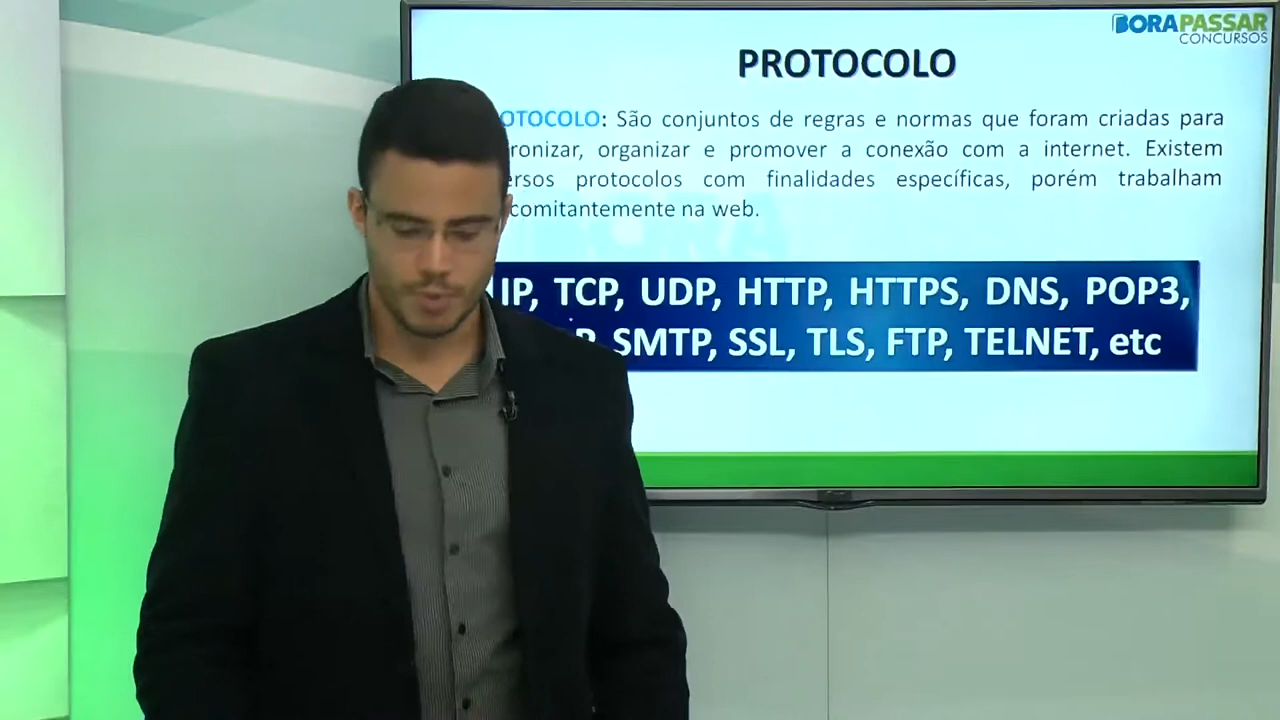 BORAPASSAR
CONCURSOS
PROTOCOLO
OTOCOLO: São conjuntos de regras e normas que foram criadas para
ronizar, organizar e promover a conexão com a internet. Existem
ersos protocolos com finalidades específicas, porém trabalham
comitantemente na web.
IP, TCP, UDP, HTTP, HTTPS, DNS, POP3,
SMTP, SSL, TLS, FTP, TELNET, etc